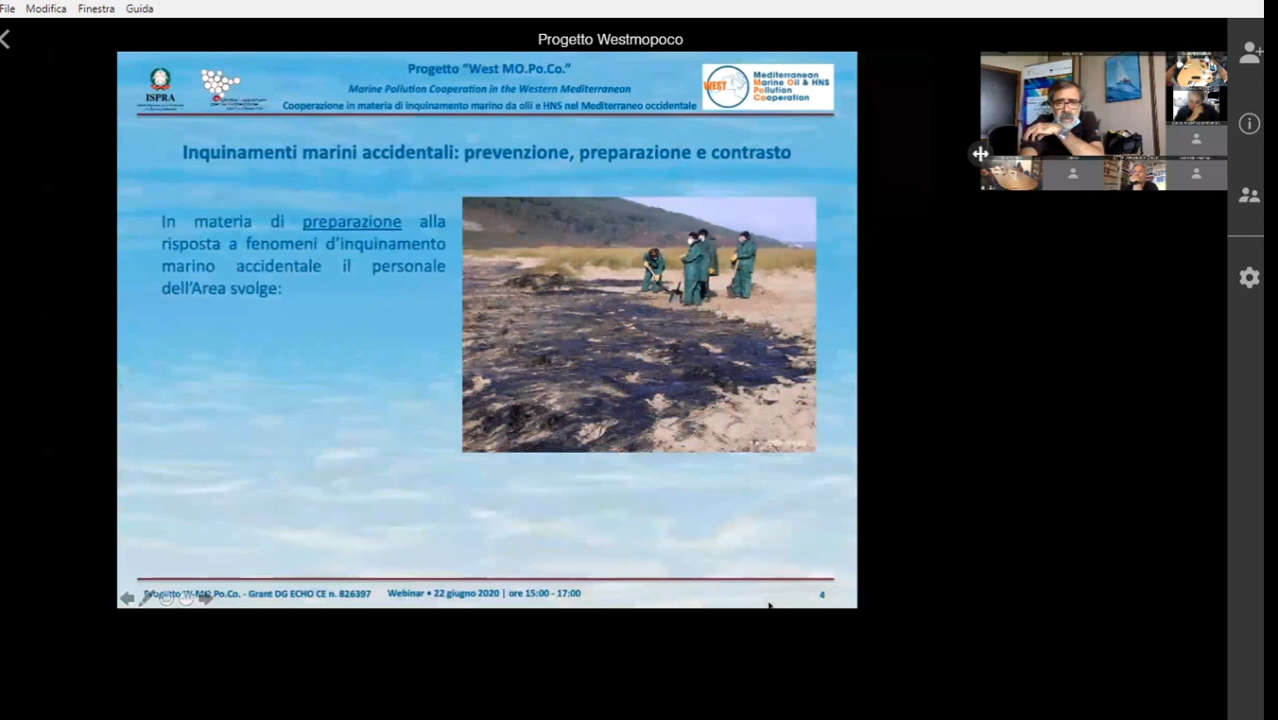 File Modifica Finestra Guida
Progetto Westmopoco
Progetto “West MO.Po.Co.”
Marine Pollution Cooperation in the Western Mediterranean
Cooperazione in materia di inquinamento marino da olii e HNS nel Mediterraneo occidentale
ISPRA
WEST
Mediterranean
Marine Oil & HNS
Pollution
Cooperation
Inquinamenti marini accidentali: prevenzione, preparazione e contrasto
In materia di preparazione alla
risposta a fenomeni d’inquinamento
marino accidentale il personale
dell’Area svolge:
Progetto W.MO.Po.Co. - Grant DG ECHO CE n. 826397 Webinar • 22 giugno 2020 | ore 15:00 - 17:00 4